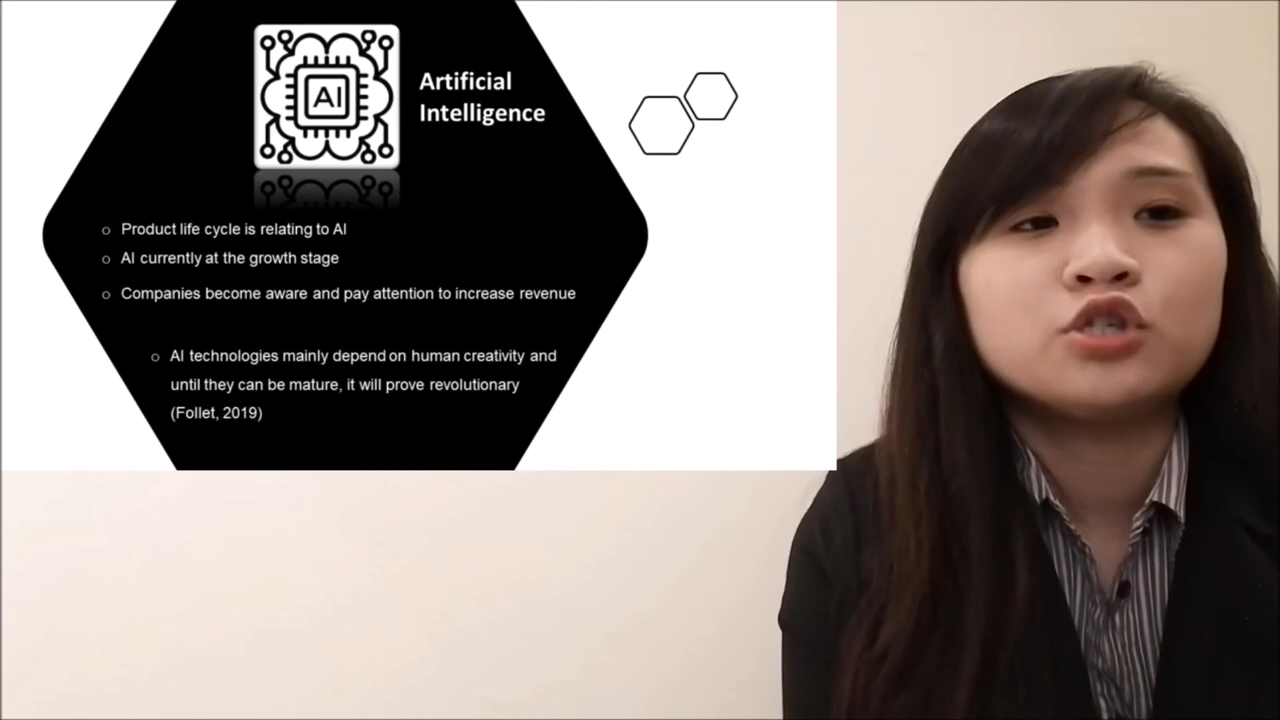 AI
Artificial
Intelligence
Product life cycle is relating to AI
AI currently at the growth stage
Companies become aware and pay attention to increase revenue
AI technologies mainly depend on human creativity and
until they can be mature, it will prove revolutionary
(Follet, 2019)